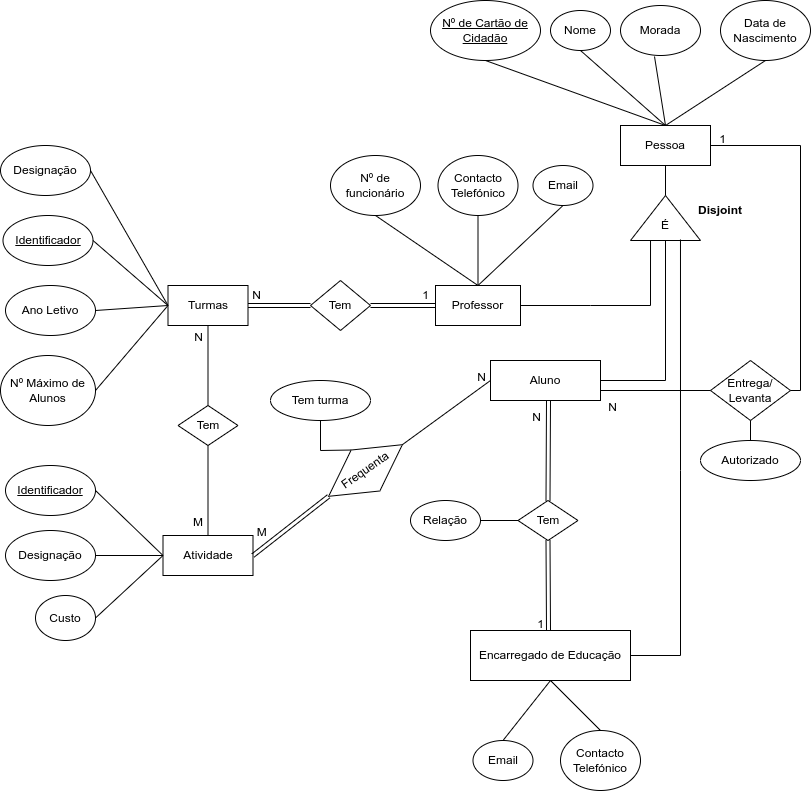 Nº de Cartão de
Cidadão
Nome
Morada
Data de
Nascimento
Pessoa
1
Disjoint
É
Designação
Nº de
funcionário
Contacto
Telefónico
Email
Identificador
Ano Letivo
Turmas
N
Tem
1
Professor
N
Nº Máximo de
Alunos
Tem
M
Tem turma
N
Aluno
N
N
Entrega/
Levanta
Autorizado
Frequenta
Identificador
Designação
Custo
Atividade
M
Relação
Tem
1
Encarregado de Educação
Email
Contacto
Telefónico